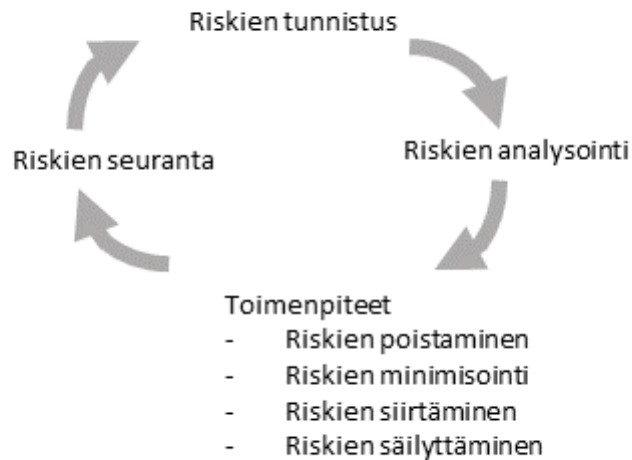 Riskien tunnistus
Riskien analysointi
Riskien seuranta
Toimenpiteet
- Riskien poistaminen
- Riskien minimisointi
- Riskien siirtäminen
- Riskien säilyttäminen